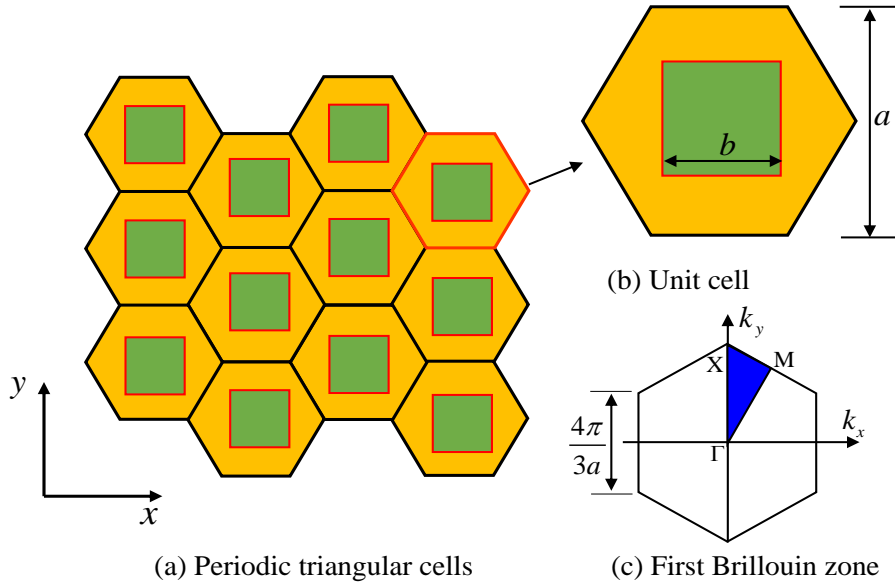 a
b
(b) Unit cell
y
x
k_y
X
M
4π
3a
Γ
k_x
(a) Periodic triangular cells
(c) First Brillouin zone